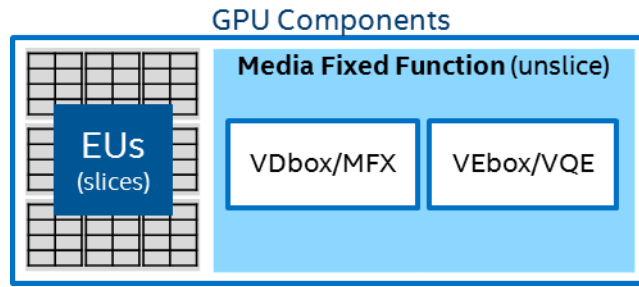 GPU Components
Media Fixed Function (unslice)
EUs
(slices)
VDbox/MFX
VEbox/VQE